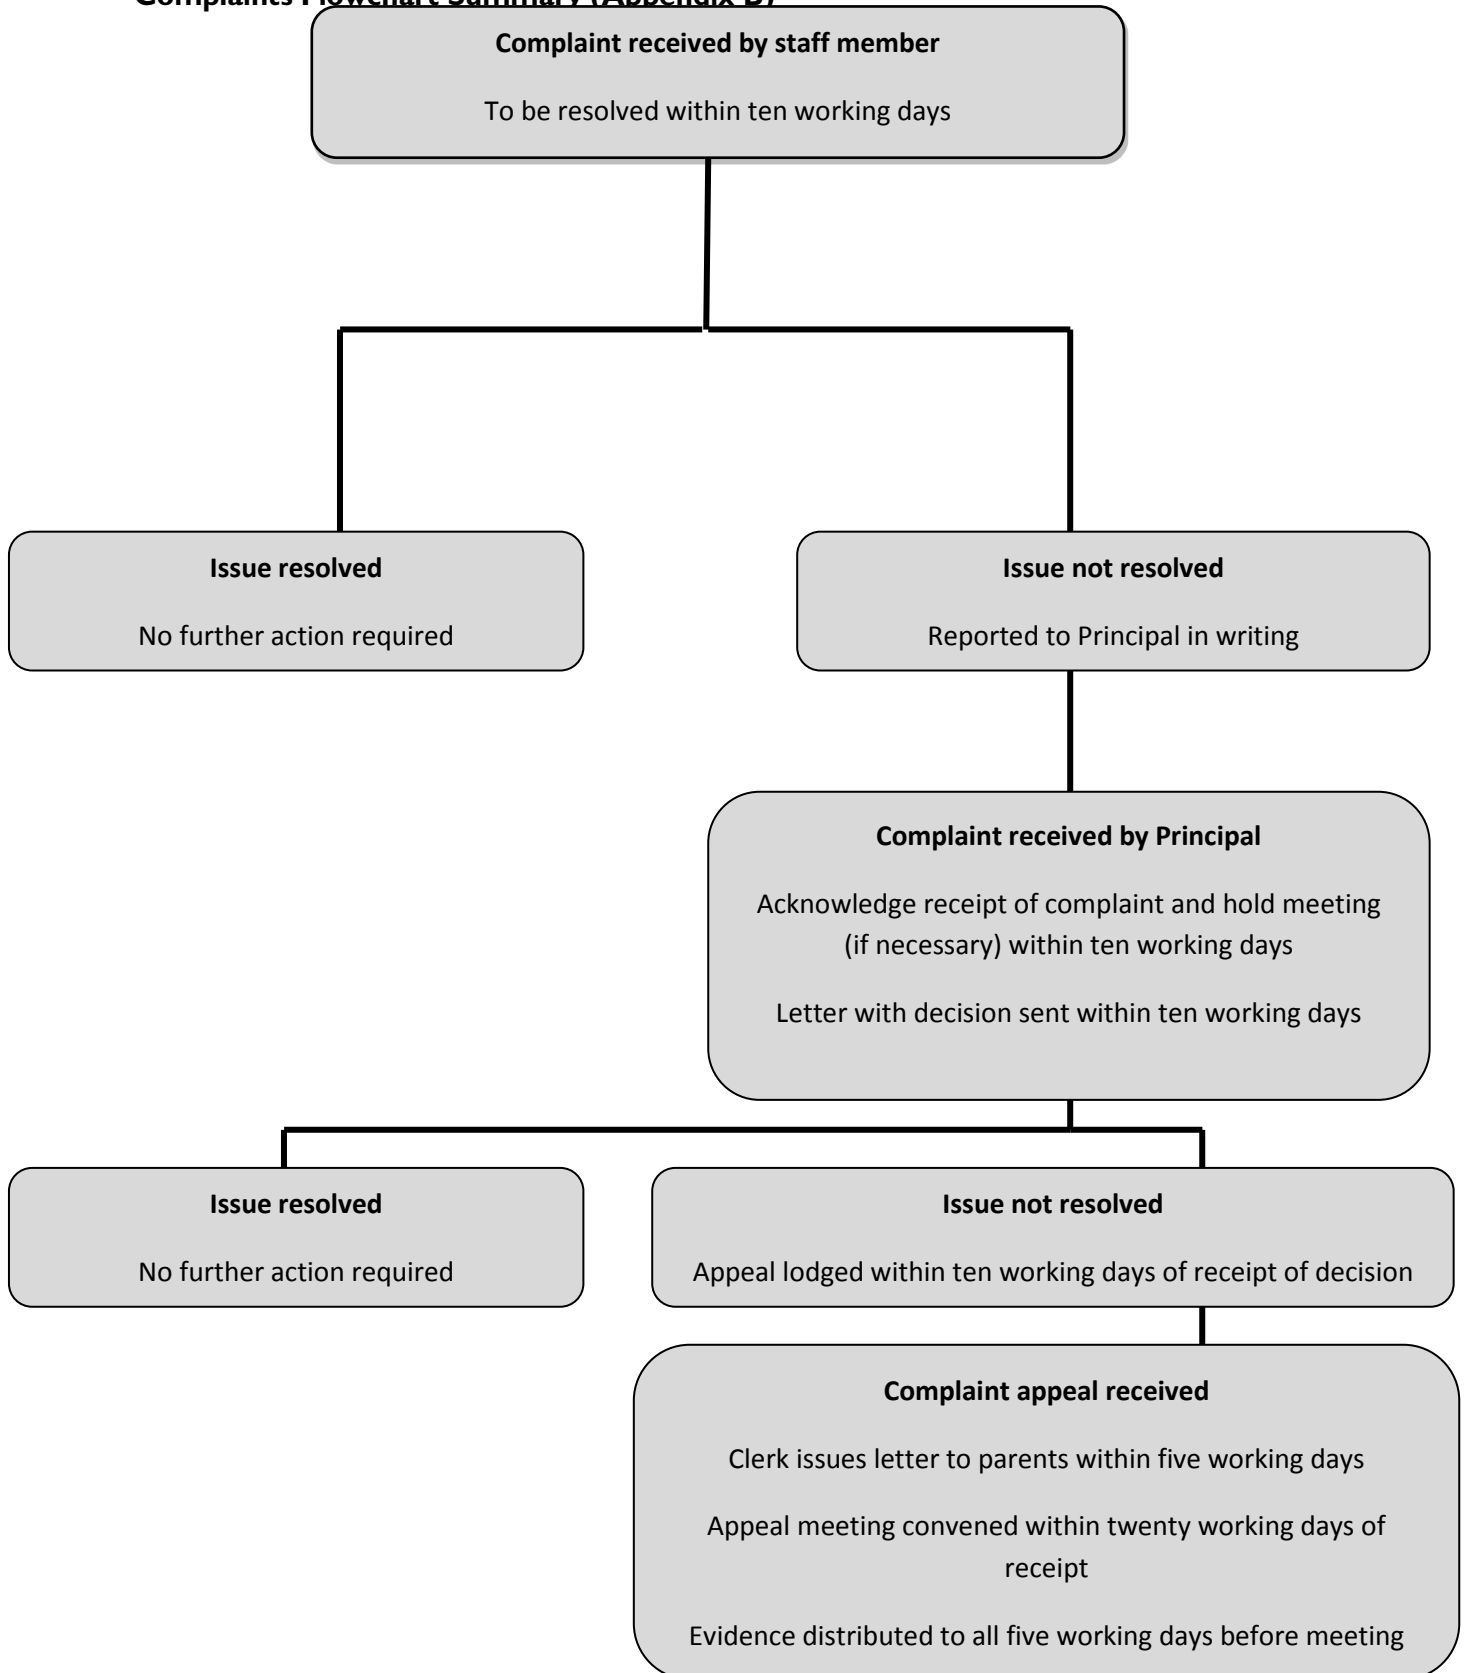 Complaints Flowchart Summary (Appendix B)
Complaint received by staff member
To be resolved within ten working days
Issue resolved
No further action required
Issue not resolved
Reported to Principal in writing
Complaint received by Principal
Acknowledge receipt of complaint and hold meeting
(if necessary) within ten working days
Letter with decision sent within ten working days
Issue resolved
No further action required
Issue not resolved
Appeal lodged within ten working days of receipt of decision
Complaint appeal received
Clerk issues letter to parents within five working days
Appeal meeting convened within twenty working days of
receipt
Evidence distributed to all five working days before meeting